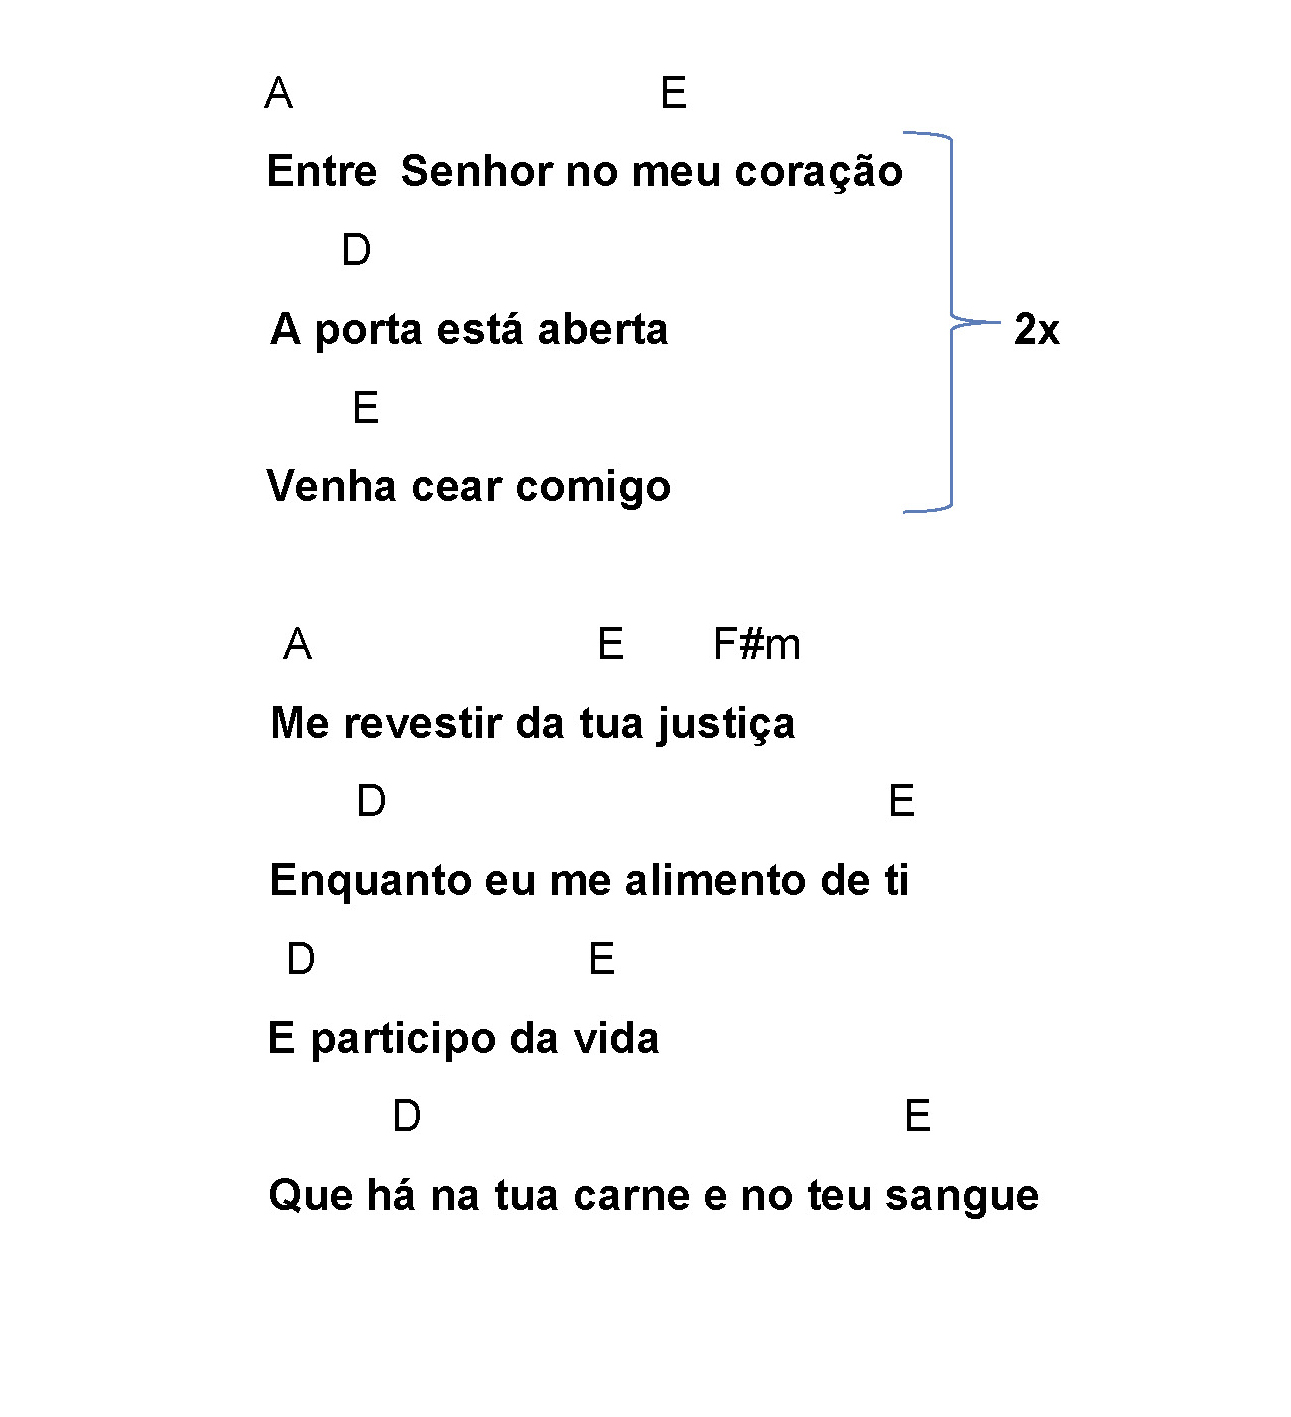 A E
Entre Senhor no meu coração
D
A porta está aberta
2x
E
Venha cear comigo
A E F#m
Me revestir da tua justiça
D E
Enquanto eu me alimento de ti
D E
E participo da vida
D E
Que há na tua carne e no teu sangue